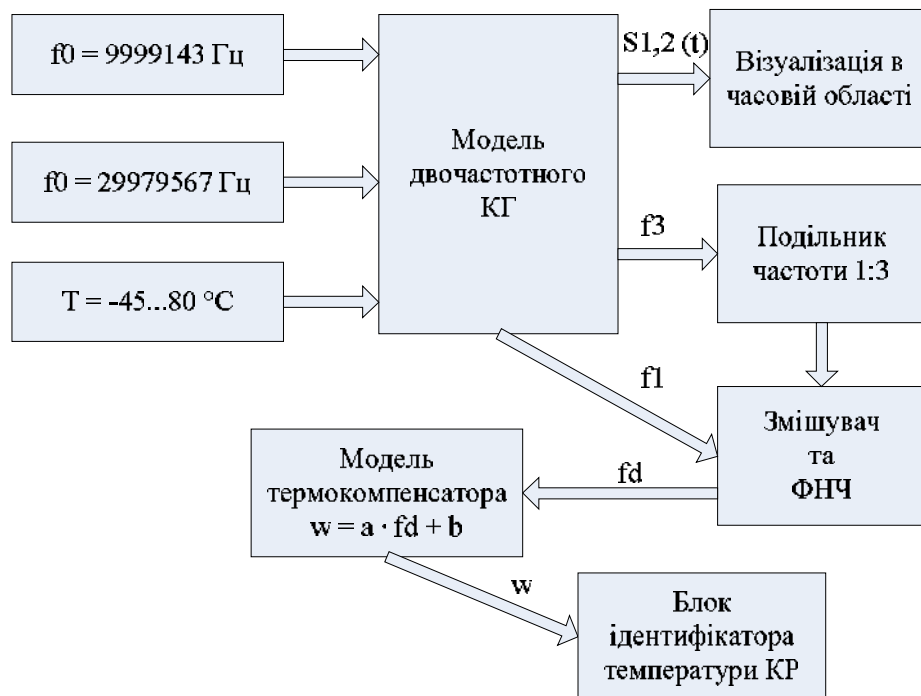 f0 = 9999143 Гц
f0 = 29979567 Гц
T = -45...80 °C
Модель
двочастотного
КГ
S1,2 (t)
Візуалізація в
часовій області
f3
Подільник
частоти 1:3
f1
Змішувач
та
ФНЧ
fd
Модель
термокомпенсатора
w = a · fd + b
w
Блок
ідентифікатора
температури КР